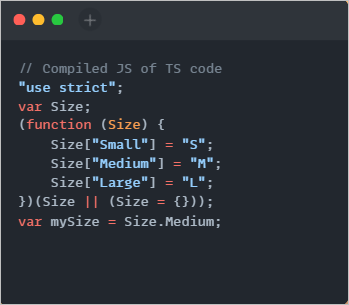 // Compiled JS of TS code
"use strict";
var Size;
(function (Size) {
    Size["Small"] = "S";
    Size["Medium"] = "M";
    Size["Large"] = "L";
})(Size || (Size = {}));
var mySize = Size.Medium;